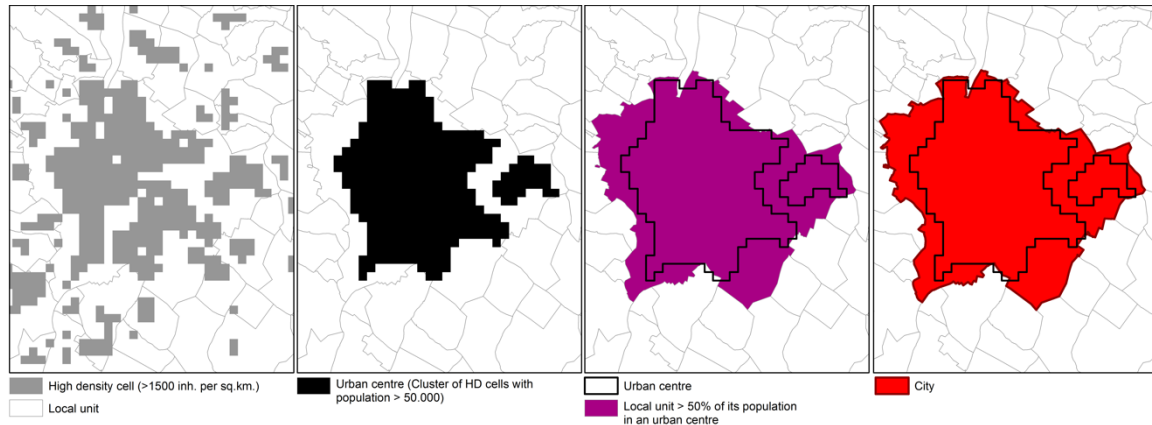 High density cell (>1500 inh. per sq.km.)
Local unit
Urban centre (Cluster of HD cells with
population > 50.000)
Urban centre
Local unit > 50% of its population
in an urban centre
City